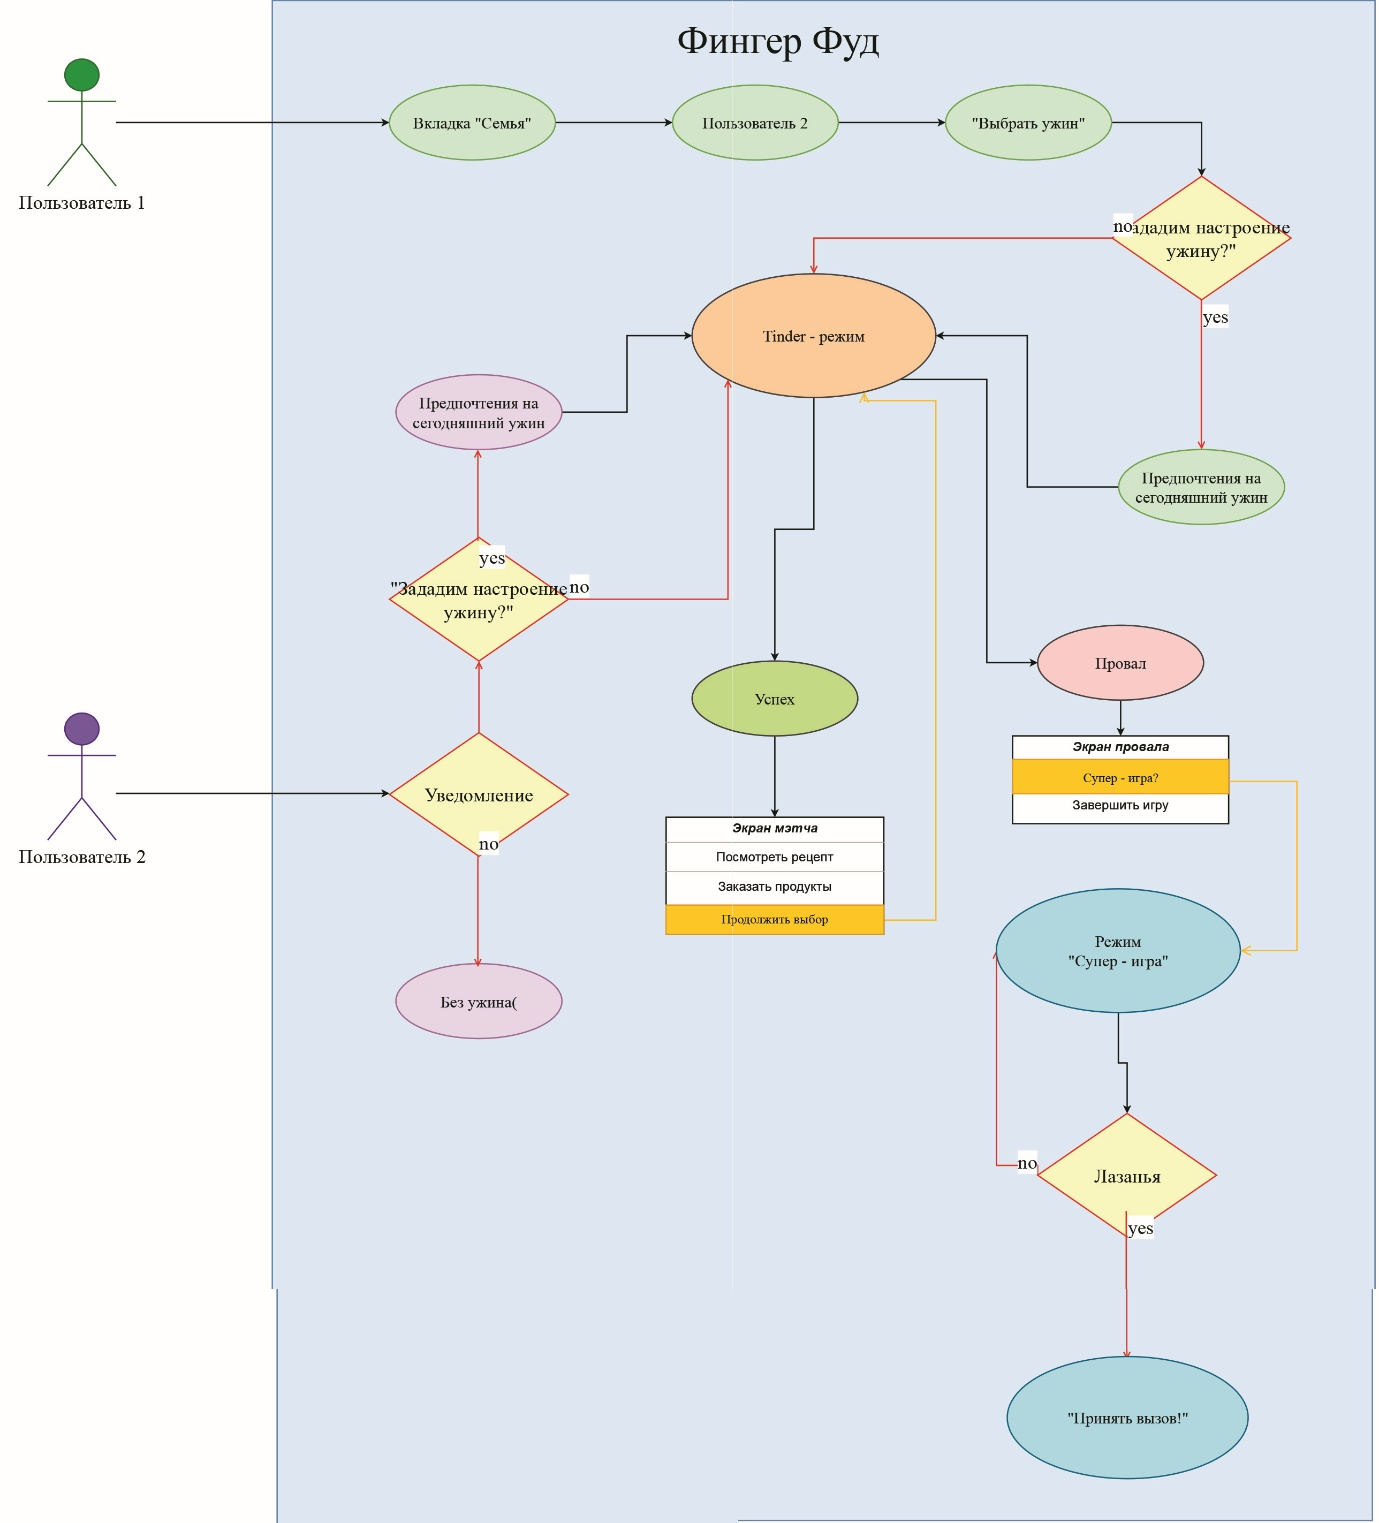 Фингер Фуд
Вкладка "Семья"
Пользователь 2
"Выбрать ужин"
Пользователь 1
no
ададим настроение
ужину?"
yes
Tinder - режим
Предпочтения на
сегодняшний ужин
Предпочтения на
сегодняшний ужин
yes
"Зададим настроение
ужину?"
no
Провал
Успех
Экран провала
Супер - игра?
Завершить игру
Уведомление
no
Пользователь 2
Экран мэтча
Посмотреть рецепт
Заказать продукты
Продолжить выбор
Режим
"Супер - игра"
Без ужина(
no
Лазанья
yes
"Принять вызов!"